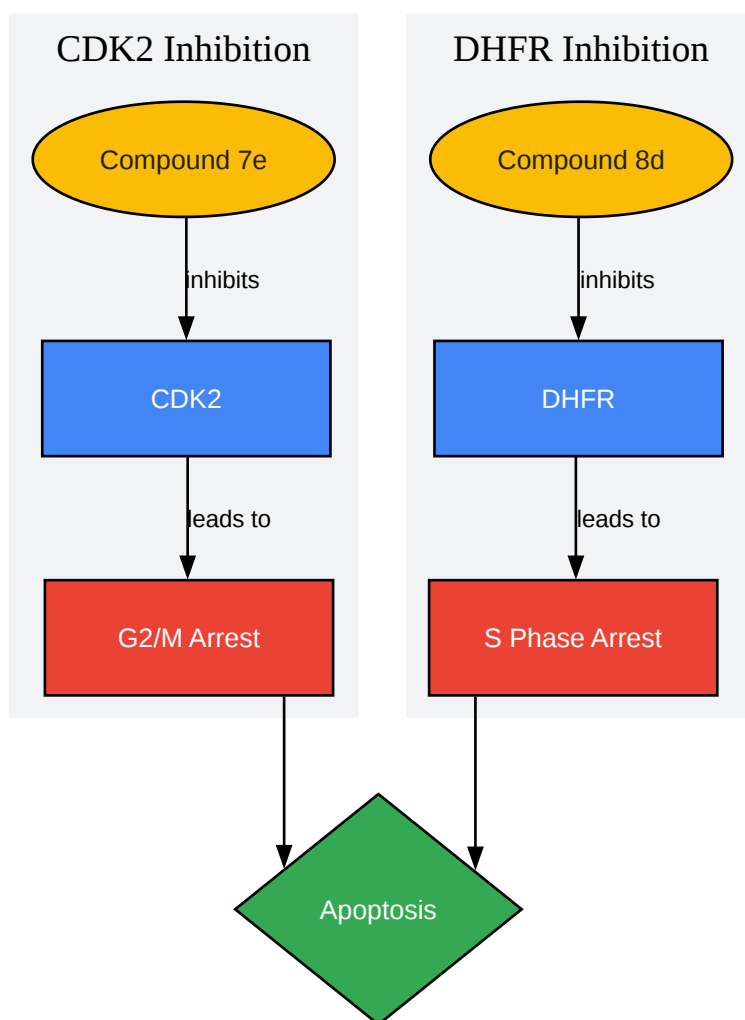 CDK2 Inhibition
Compound 7e
inhibits
CDK2
leads to
G2/M Arrest
DHFR Inhibition
Compound 8d
inhibits
DHFR
leads to
S Phase Arrest
Apoptosis